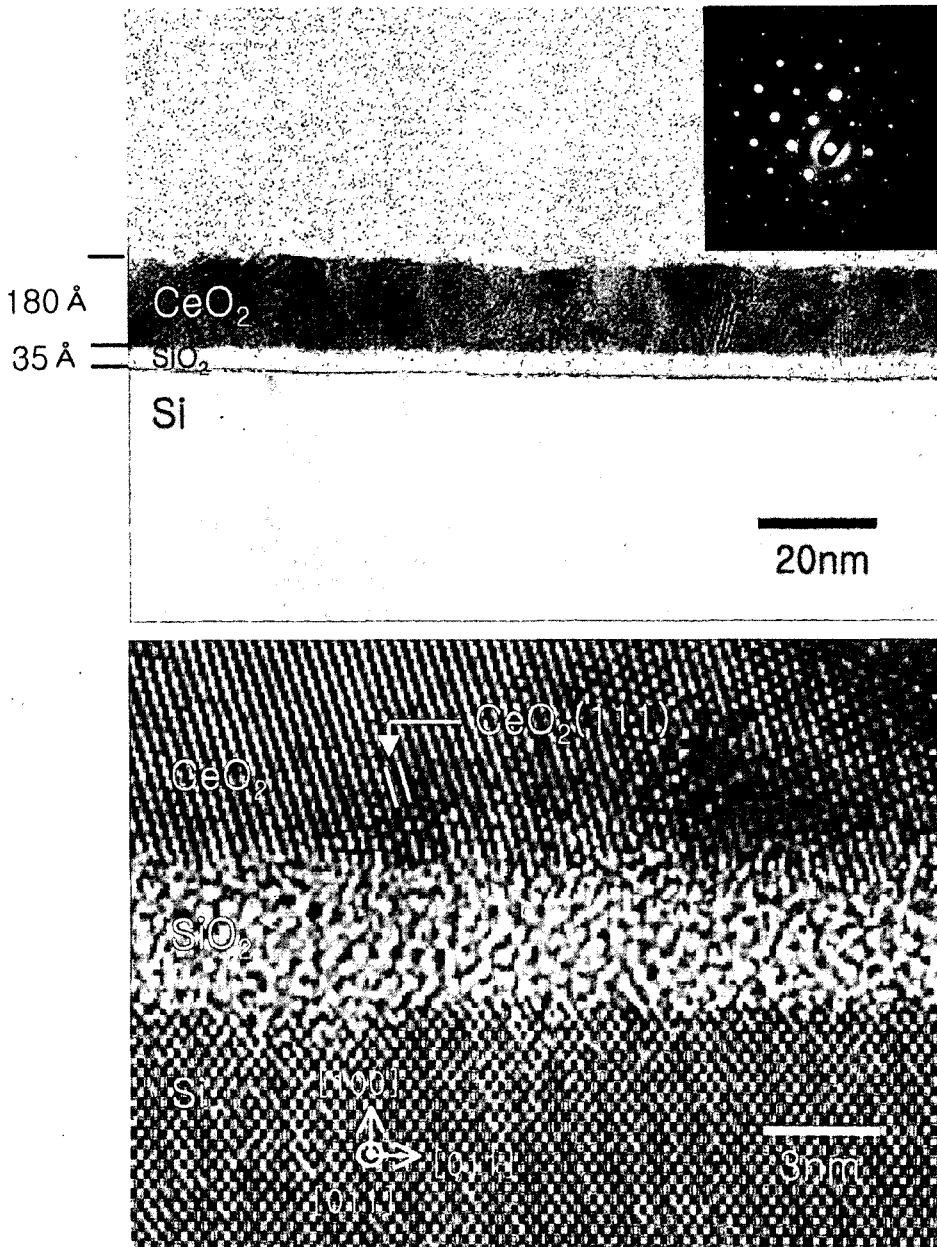 180 Å
CeO₂
35 Å
SiO₂
Si
20nm
CeO₂(111)
CeO₂
SiO₂
Si
[100]
3nm